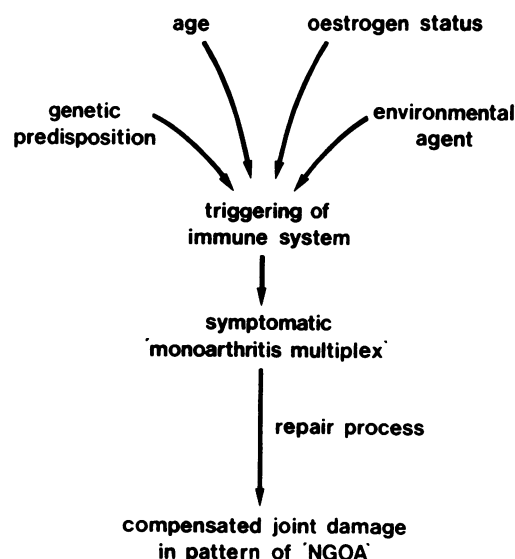 age
oestrogen status
genetic
predisposition
environmental
agent
triggering of
immune system
symptomatic
'monoarthritis multiplex'
repair process
compensated joint damage
in pattern of 'NGOA'